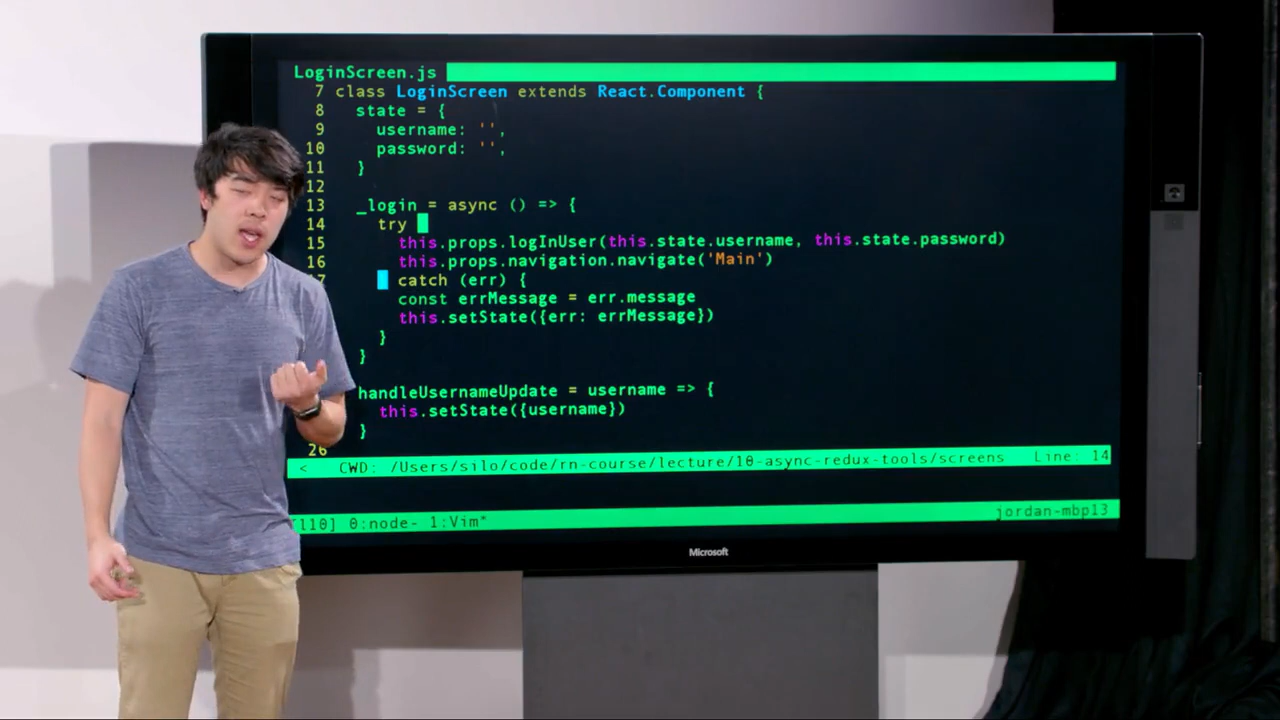 LoginScreen.js
7 class LoginScreen extends React.Component {
8 state = {
9 username: '',
10 password: '',
11 }
12
13 _login = async () => {
14 try
15 this.props.logInUser(this.state.username, this.state.password)
16 this.props.navigation.navigate('Main')
catch (err) {
const errMessage = err.message
this.setState({err: errMessage})
}
}
handleUsernameUpdate = username => {
this.setState({username})
}
26
< CWD: /Users/silo/code/rn-course/lecture/10-async-redux-tools/screens Line: 14
[l10] 0:node- 1:Vim" jordan-mbp13
Microsoft